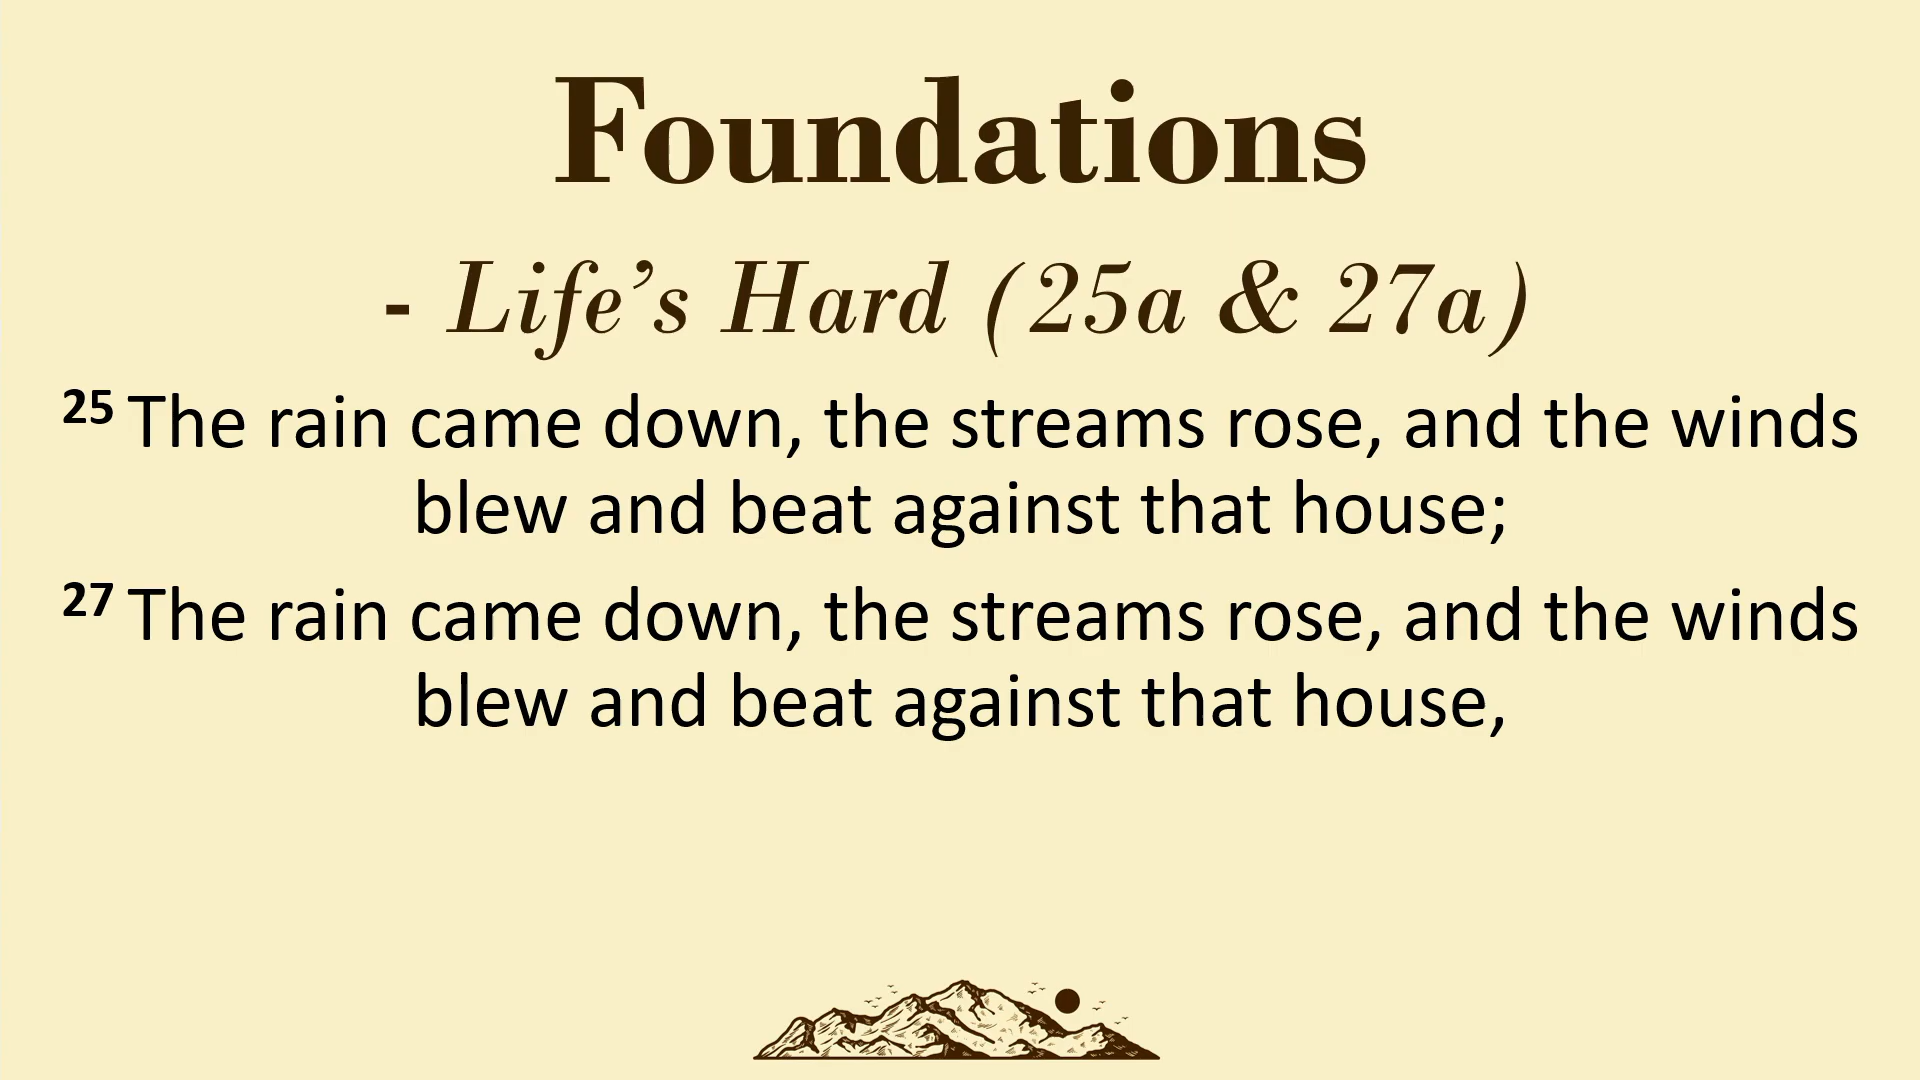 Foundations
- Life’s Hard (25a & 27a)
25 The rain came down, the streams rose, and the winds
blew and beat against that house;
27 The rain came down, the streams rose, and the winds
blew and beat against that house,